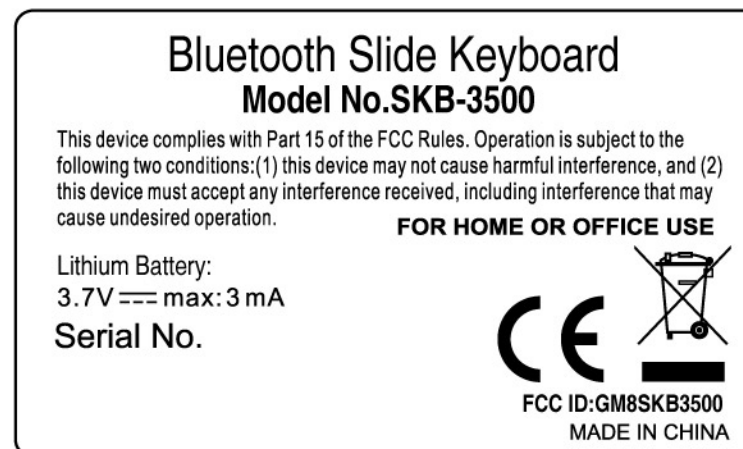 Bluetooth Slide Keyboard
Model No.SKB-3500
This device complies with Part 15 of the FCC Rules. Operation is subject to the
following two conditions:(1) this device may not cause harmful interference, and (2)
this device must accept any interference received, including interference that may
cause undesired operation.
FOR HOME OR OFFICE USE
Lithium Battery:
3.7V ⎓ max: 3 mA
Serial No.
CE
FCC ID:GM8SKB3500
MADE IN CHINA